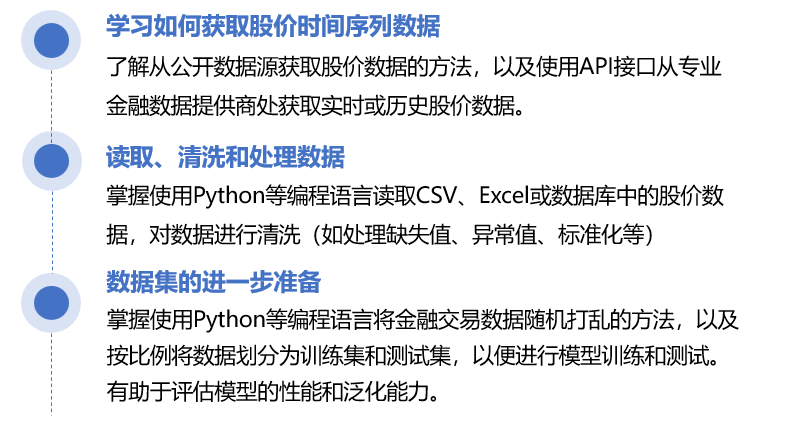 学习如何获取股价时间序列数据
了解从公开数据源获取股价数据的方法，以及使用API接口从专业
金融数据提供商处获取实时或历史股价数据。
读取、清洗和处理数据
掌握使用Python等编程语言读取CSV、Excel或数据库中的股价数
据，对数据进行清洗（如处理缺失值、异常值、标准化等）
数据集的进一步准备
掌握使用Python等编程语言将金融交易数据随机打乱的方法，以及
按比例将数据划分为训练集和测试集，以便进行模型训练和测试。
有助于评估模型的性能和泛化能力。